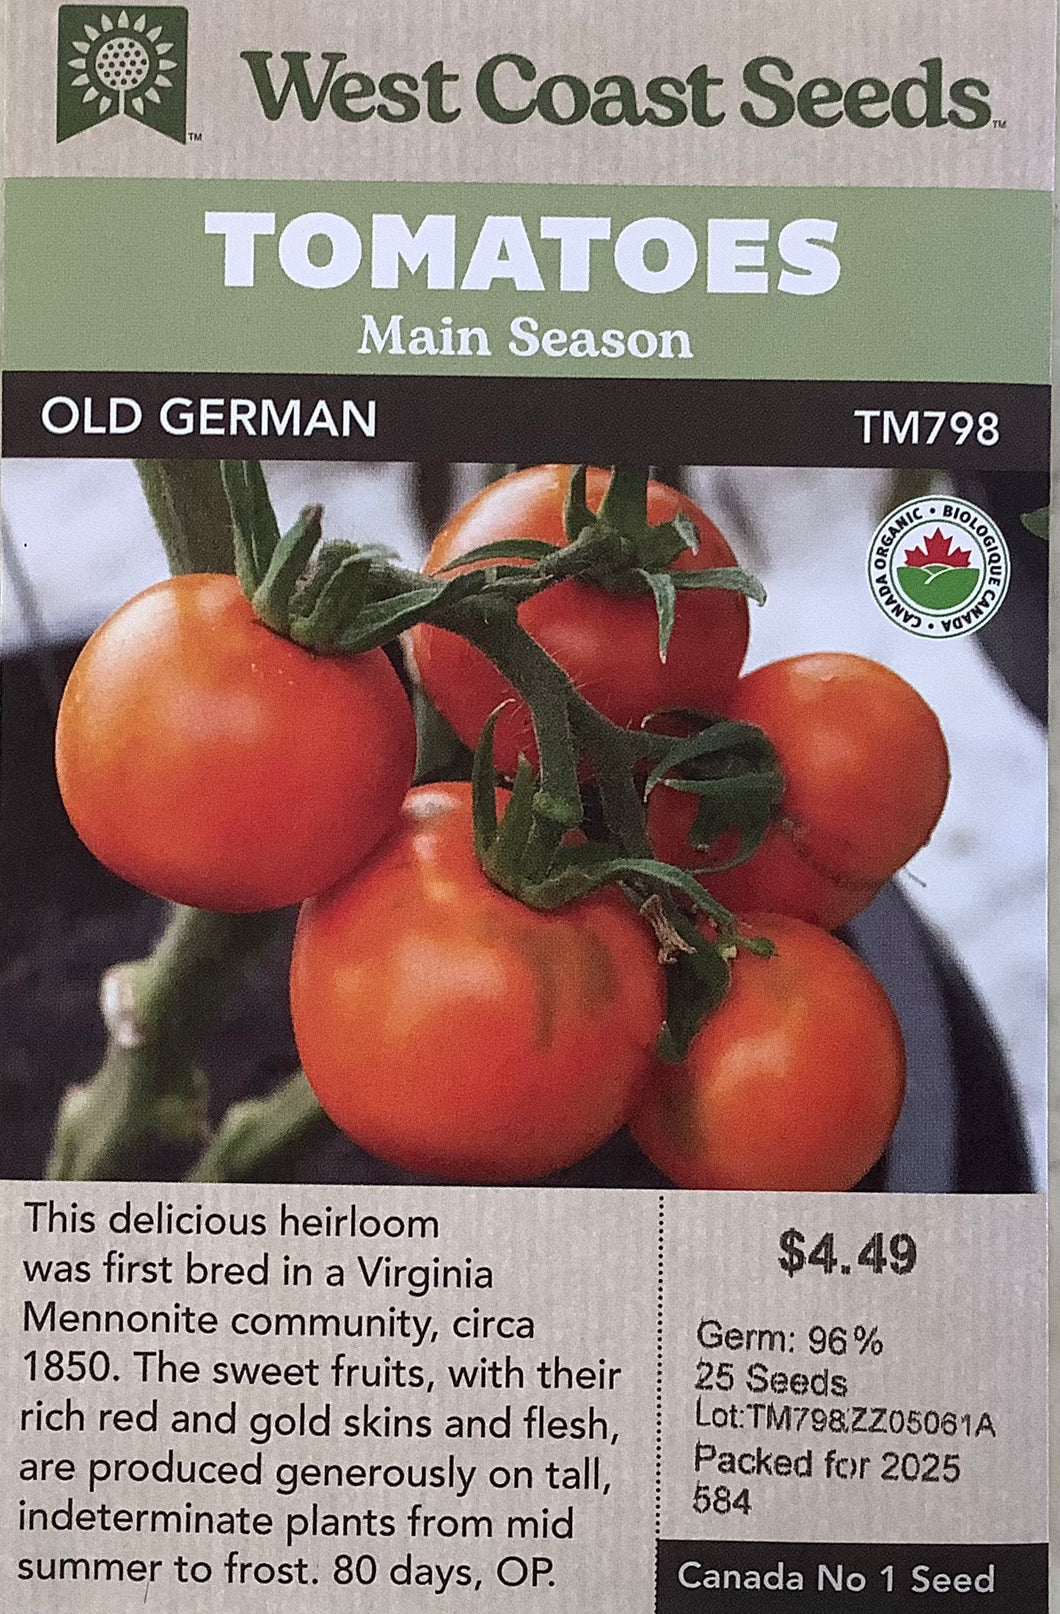 West Coast Seeds™
TOMATOES
Main Season
OLD GERMAN
TM798
CANADA ORGANIC • BIOLOGIQUE CANADA •
This delicious heirloom
was first bred in a Virginia
Mennonite community, circa
1850. The sweet fruits, with their
rich red and gold skins and flesh,
are produced generously on tall,
indeterminate plants from mid
summer to frost. 80 days, OP.
$4.49
Germ: 96%
25 Seeds
Lot:TM798ZZ05061A
Packed for 2025
584
Canada No 1 Seed